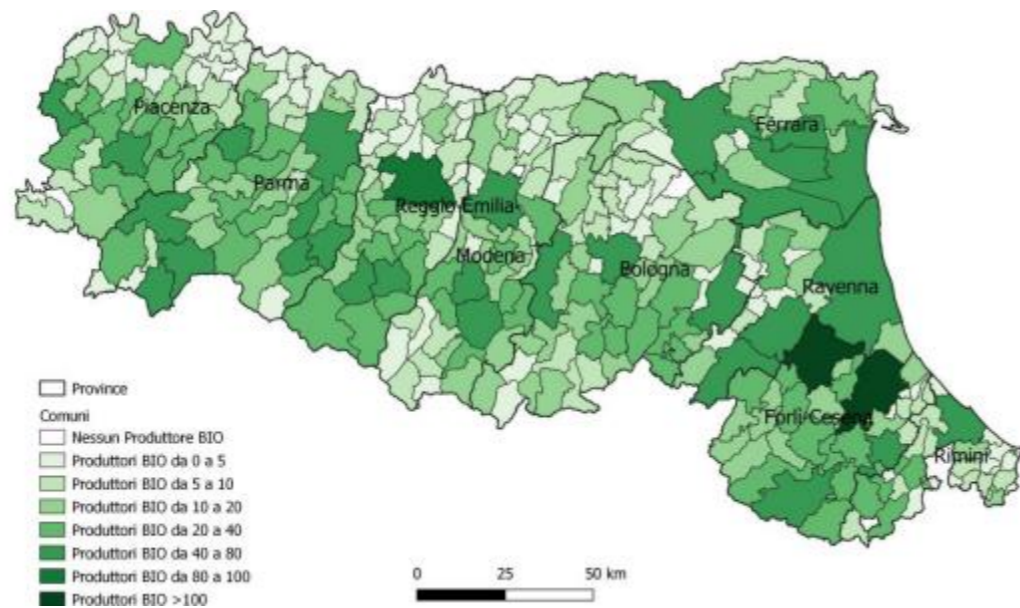 Piacenza
Ferrara
Parma
Reggio-Emilia-
Modena
Bologna
Ravenna
Forlì-Cesena
Rimini
Province
Comuni
Nessun Produttore BIO
Produttori BIO da 0 a 5
Produttori BIO da 5 a 10
Produttori BIO da 10 a 20
Produttori BIO da 20 a 40
Produttori BIO da 40 a 80
Produttori BIO da 80 a 100
Produttori BIO >100
0 25 50 km